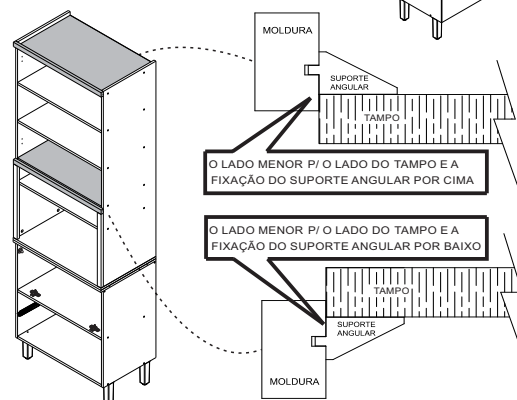 MOLDURA
SUPORTE
ANGULAR
TAMPO
O LADO MENOR P/ O LADO DO TAMPO E A
FIXAÇÃO DO SUPORTE ANGULAR POR CIMA
O LADO MENOR P/ O LADO DO TAMPO E A
FIXAÇÃO DO SUPORTE ANGULAR POR BAIXO
TAMPO
SUPORTE
ANGULAR
MOLDURA